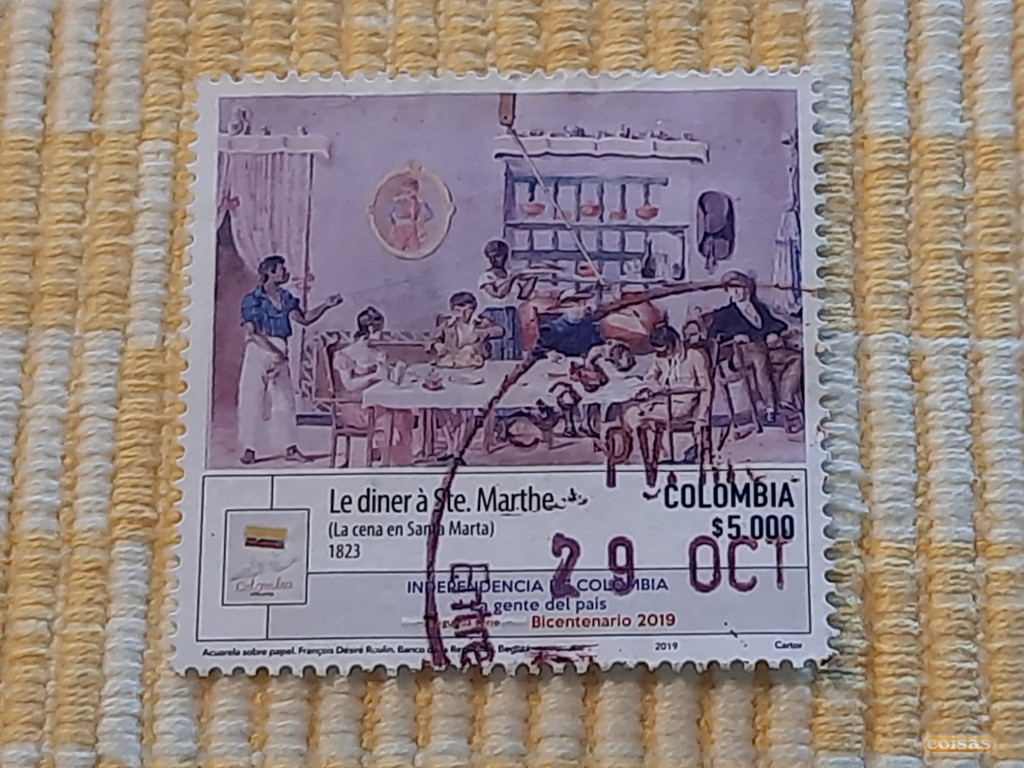 Le diner à Ste. Marthe
(La cena en Santa Marta)
1823
COLOMBIA
$5.000
Colombia
29 OCT
INDEPENDENCIA DE COLOMBIA
La gente del país
Bicentenario 2019
Acuarela sobre papel. François Désiré Roulin, Banco de la República, Bogotá
2019
Cartor
coisas